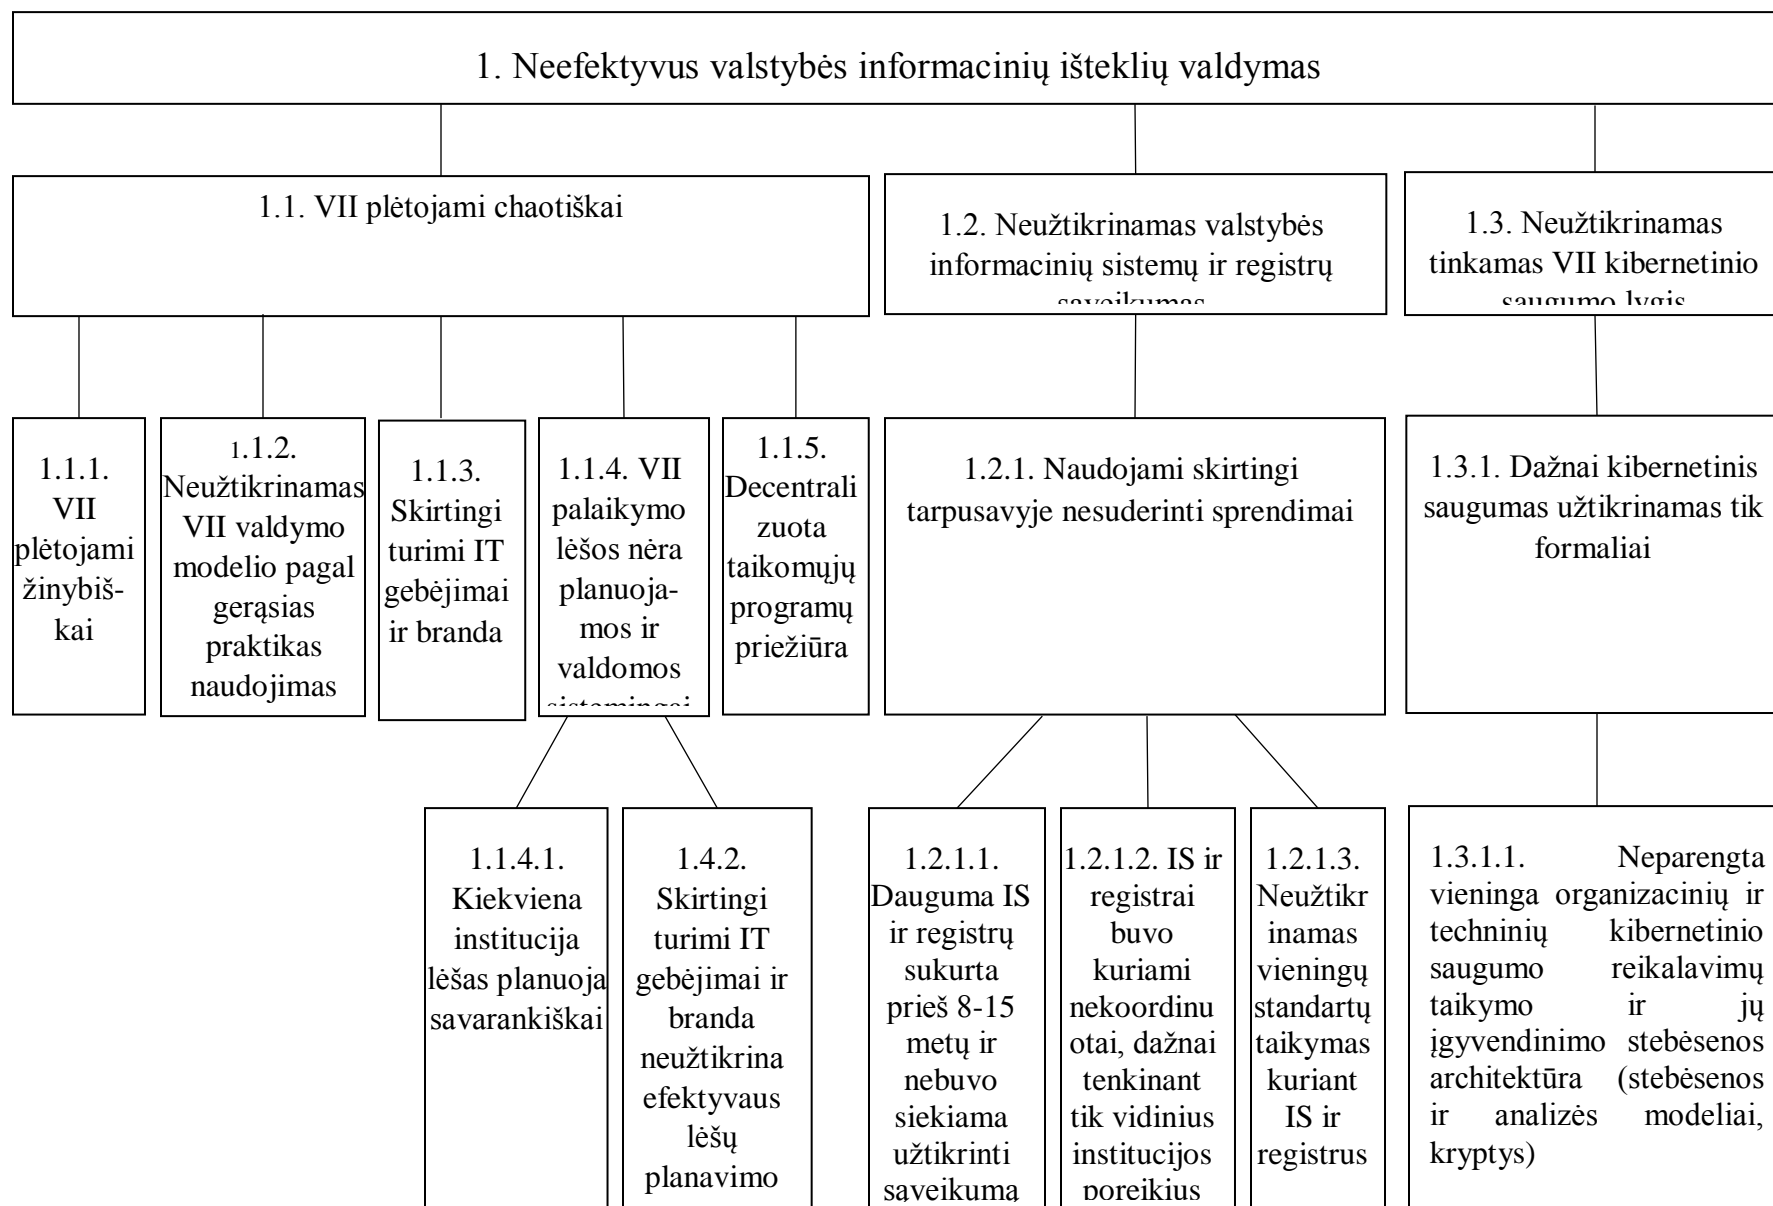 1. Neefektyvus valstybės informacinių išteklių valdymas
1.1. VII plėtojami chaotiškai
1.2. Neužtikrinamas valstybės
informacinių sistemų ir registrų
sąveikumas
1.3. Neužtikrinamas
tinkamas VII kibernetinio
saugumo lygis
1.1.1.
VII
plėtojami
žinybiš-
kai
1.1.2.
Neužtikrinamas
VII valdymo
modelio pagal
gerąsias
praktikas
naudojimas
1.1.3.
Skirtingi
turimi IT
gebėjimai
ir branda
1.1.4. VII
palaikymo
lėšos nėra
planuoja-
mos ir
valdomos
sistemingai
1.1.5.
Decentrali
zuota
taikomųjų
programų
priežiūra
1.2.1. Naudojami skirtingi
tarpusavyje nesuderinti sprendimai
1.3.1. Dažnai kibernetinis
saugumas užtikrinamas tik
formaliai
1.1.4.1.
Kiekviena
institucija
lėšas planuoja
savarankiškai
1.4.2.
Skirtingi
turimi IT
gebėjimai ir
branda
neužtikrina
efektyvaus
lėšų
planavimo
1.2.1.1.
Dauguma IS
ir registrų
sukurta
prieš 8-15
metų ir
nebuvo
siekiama
užtikrinti
sąveikumą
1.2.1.2. IS ir
registrai
buvo
kuriami
nekoordinu
otai, dažnai
tenkinant
tik vidinius
institucijos
poreikius
1.2.1.3.
Neužtikr
inamas
vieningų
standartų
taikymas
kuriant
IS ir
registrus
1.3.1.1. Neparengta
vieninga organizacinių ir
techninių kibernetinio
saugumo reikalavimų
taikymo ir jų
įgyvendinimo stebėsenos
architektūra (stebėsenos
ir analizės modeliai,
kryptys)